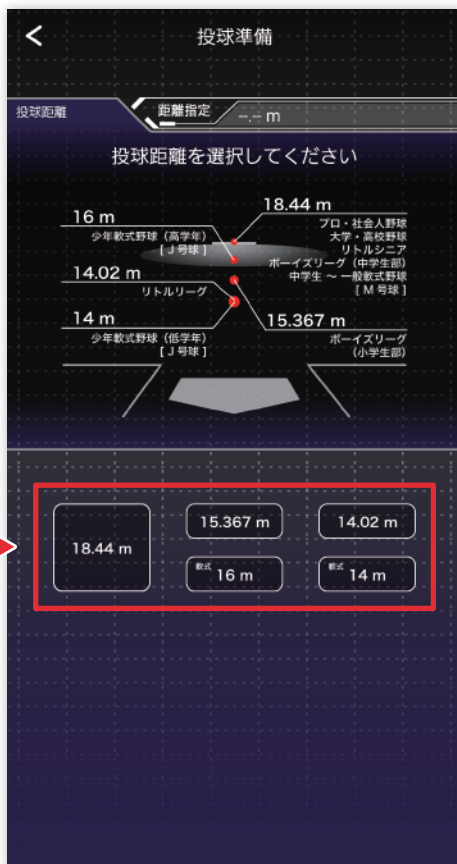 投球準備
投球距離
距離指定
--.-- m
投球距離を選択してください
16 m
少年軟式野球（高学年）
[ J 号球 ]
14.02 m
リトルリーグ
14 m
少年軟式野球（低学年）
[ J 号球 ]
18.44 m
プロ・社会人野球
大学・高校野球
リトルシニア
ボーイズリーグ（中学生部）
中学生 ～ 一般軟式野球
[ M 号球 ]
15.367 m
ボーイズリーグ
（小学生部）
18.44 m
15.367 m
14.02 m
軟式 16 m
軟式 14 m